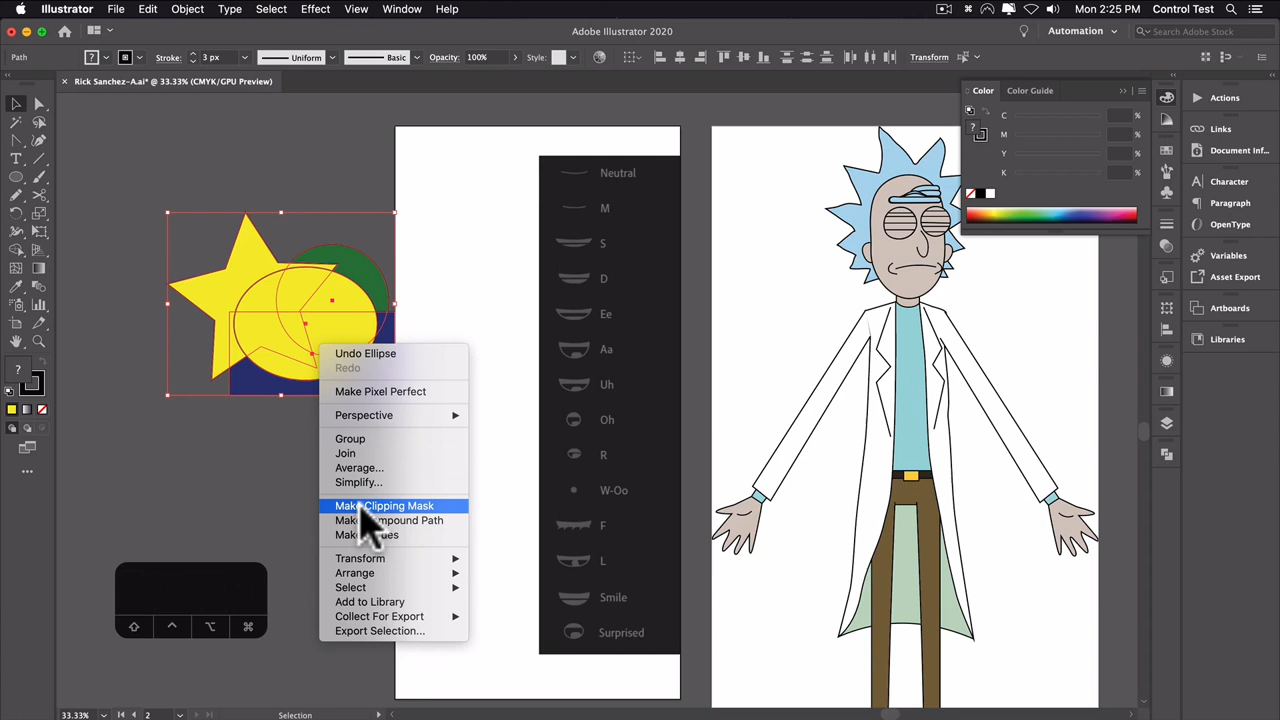 Illustrator File Edit Object Type Select Effect View Window Help Mon 2:25 PM Control Test
Adobe Illustrator 2020 Automation Search Adobe Stock
Path Stroke: 3 px Uniform Basic Opacity: 100% Style: Transform
× Rick Sanchez-A.ai* @ 33.33% (CMYK/GPU Preview)
Color Color Guide
C %
M %
Y %
K %
Actions
Links
Document Inf...
Character
Paragraph
OpenType
Variables
Asset Export
Artboards
Libraries
Neutral
M
S
D
Ee
Aa
Uh
Oh
R
W-Oo
F
L
Smile
Surprised
Undo Ellipse
Redo
Make Pixel Perfect
Perspective
Group
Join
Average...
Simplify...
Make Clipping Mask
Transform
Arrange
Select
Add to Library
Collect For Export
Export Selection...
33.33% 2 Selection